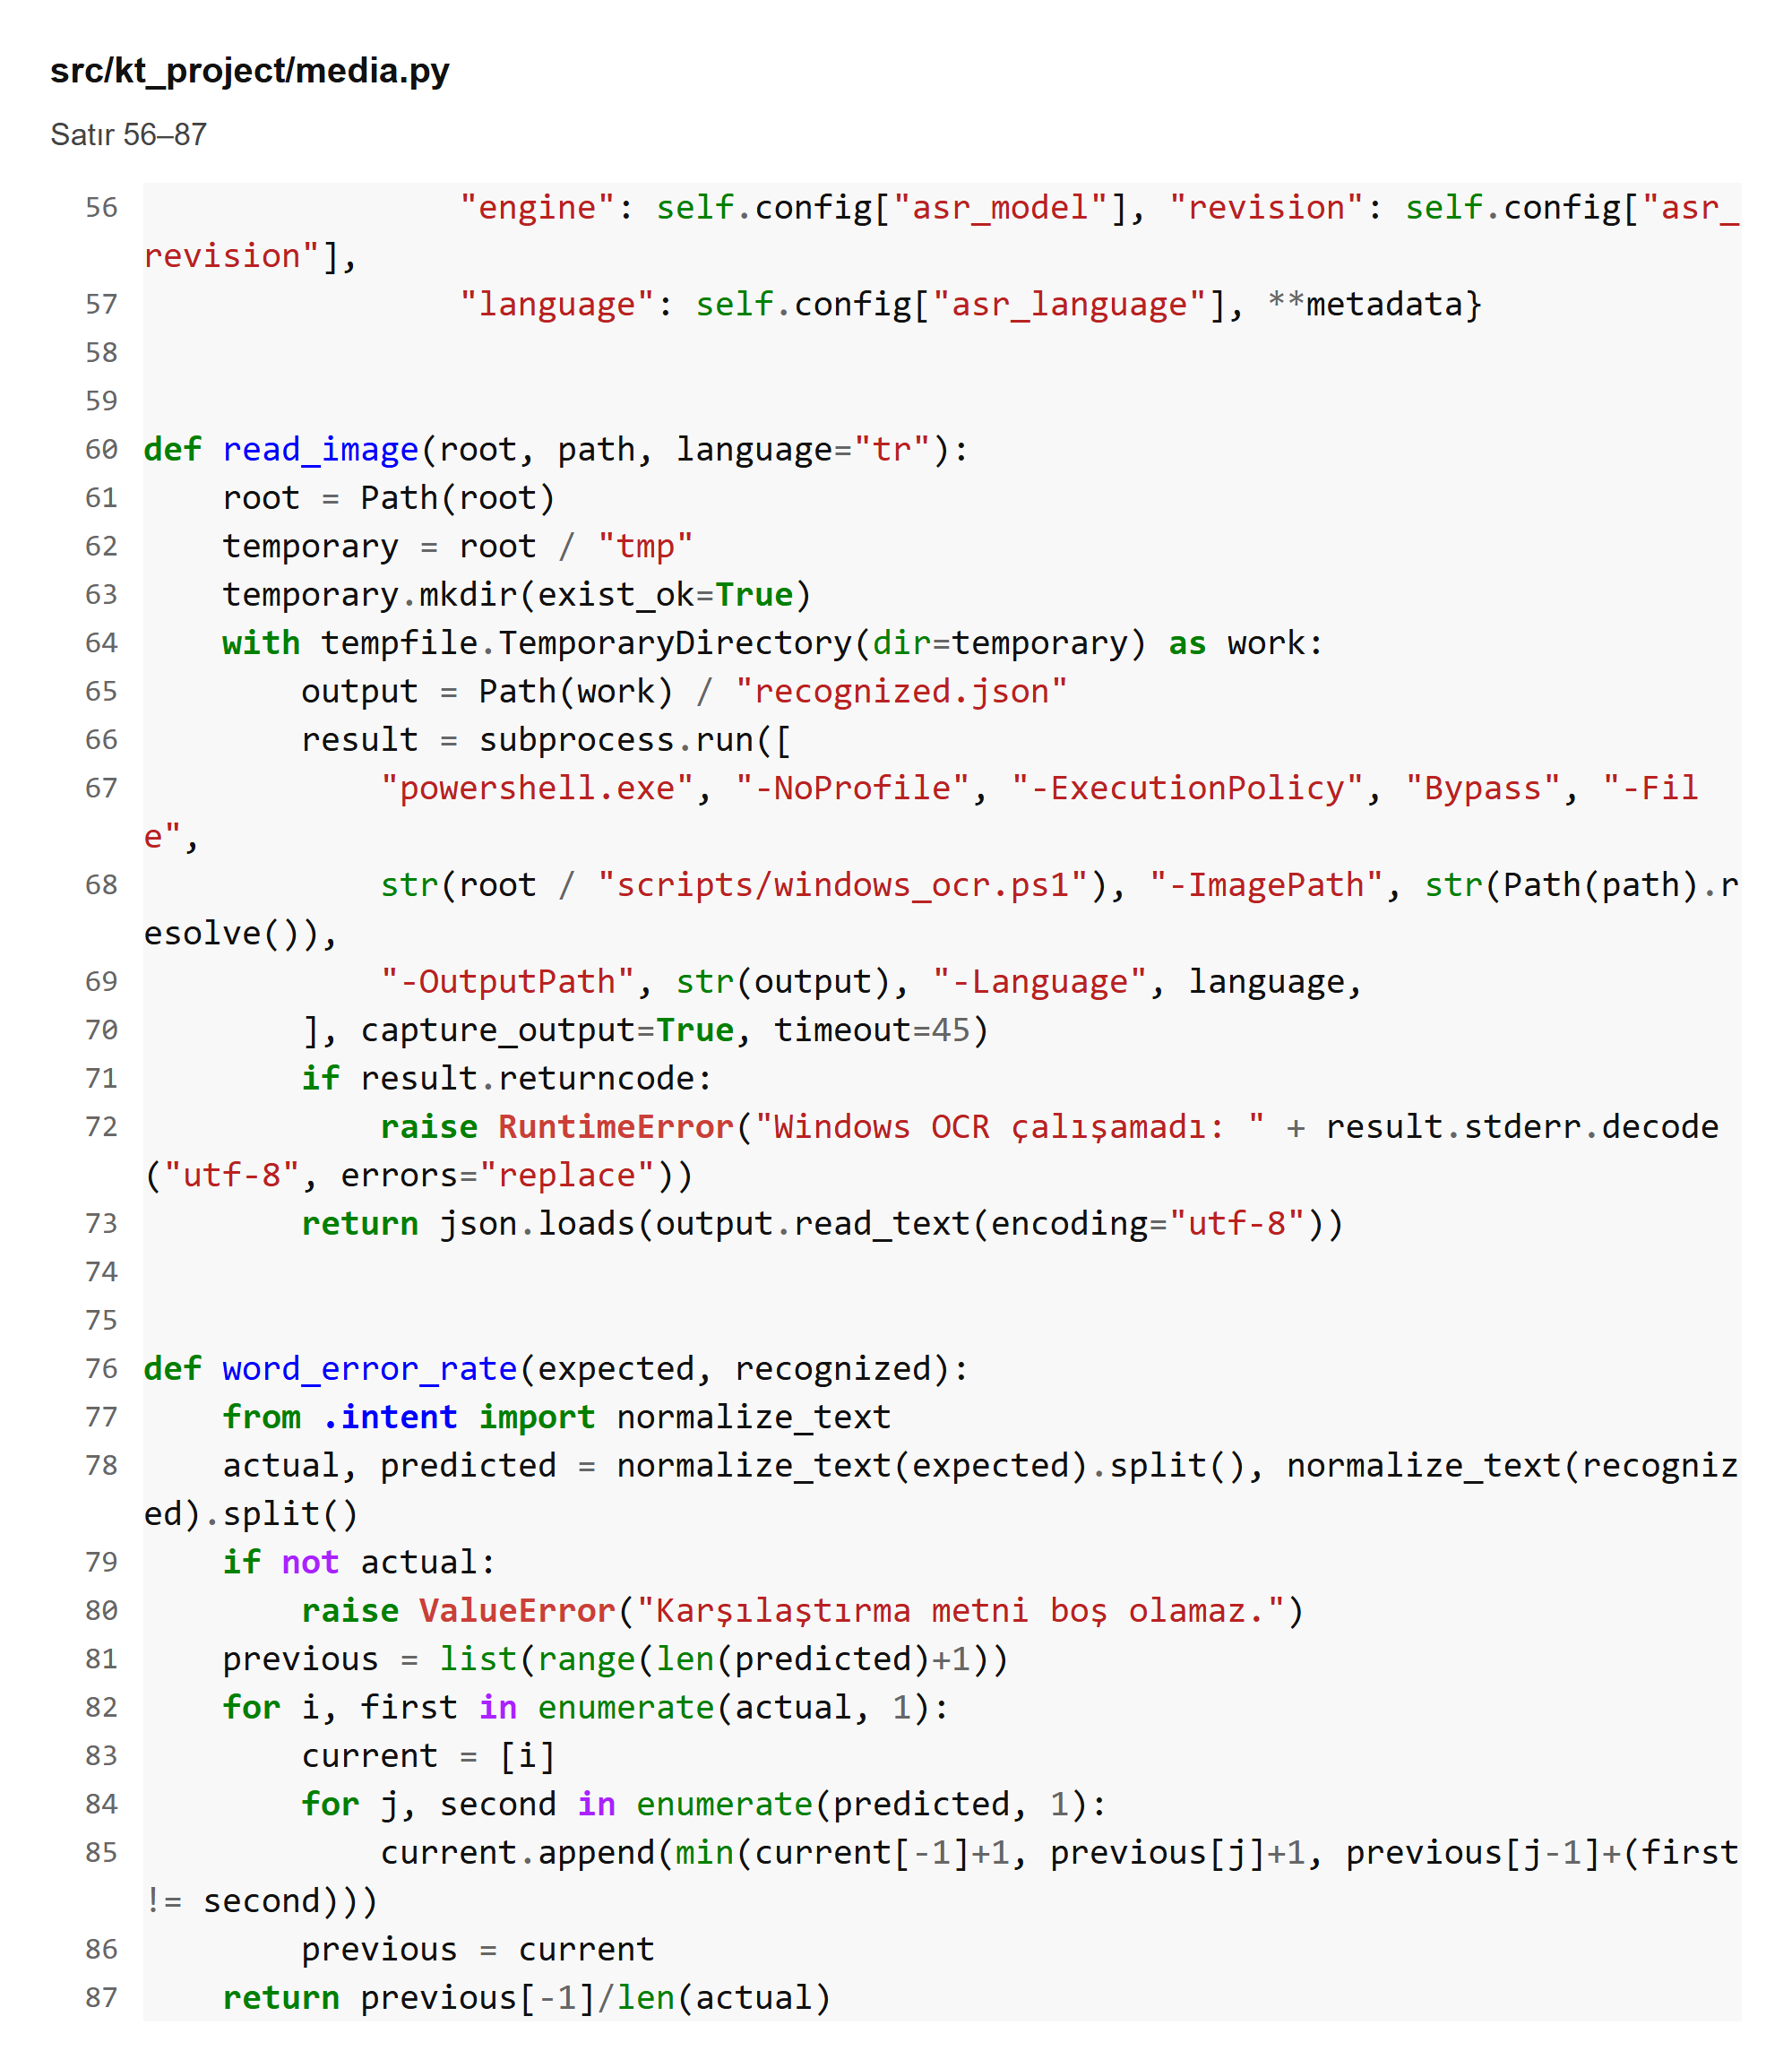 src/kt_project/media.py
Satır 56–87
56                 "engine": self.config["asr_model"], "revision": self.config["asr_
revision"],
57                 "language": self.config["asr_language"], **metadata}
58
59
60 def read_image(root, path, language="tr"):
61     root = Path(root)
62     temporary = root / "tmp"
63     temporary.mkdir(exist_ok=True)
64     with tempfile.TemporaryDirectory(dir=temporary) as work:
65         output = Path(work) / "recognized.json"
66         result = subprocess.run([
67             "powershell.exe", "-NoProfile", "-ExecutionPolicy", "Bypass", "-Fil
e",
68             str(root / "scripts/windows_ocr.ps1"), "-ImagePath", str(Path(path).r
esolve()),
69             "-OutputPath", str(output), "-Language", language,
70         ], capture_output=True, timeout=45)
71         if result.returncode:
72             raise RuntimeError("Windows OCR çalışamadı: " + result.stderr.decode
("utf-8", errors="replace"))
73         return json.loads(output.read_text(encoding="utf-8"))
74
75
76 def word_error_rate(expected, recognized):
77     from .intent import normalize_text
78     actual, predicted = normalize_text(expected).split(), normalize_text(recogniz
ed).split()
79     if not actual:
80         raise ValueError("Karşılaştırma metni boş olamaz.")
81     previous = list(range(len(predicted)+1))
82     for i, first in enumerate(actual, 1):
83         current = [i]
84         for j, second in enumerate(predicted, 1):
85             current.append(min(current[-1]+1, previous[j]+1, previous[j-1]+(first
!= second)))
86         previous = current
87     return previous[-1]/len(actual)